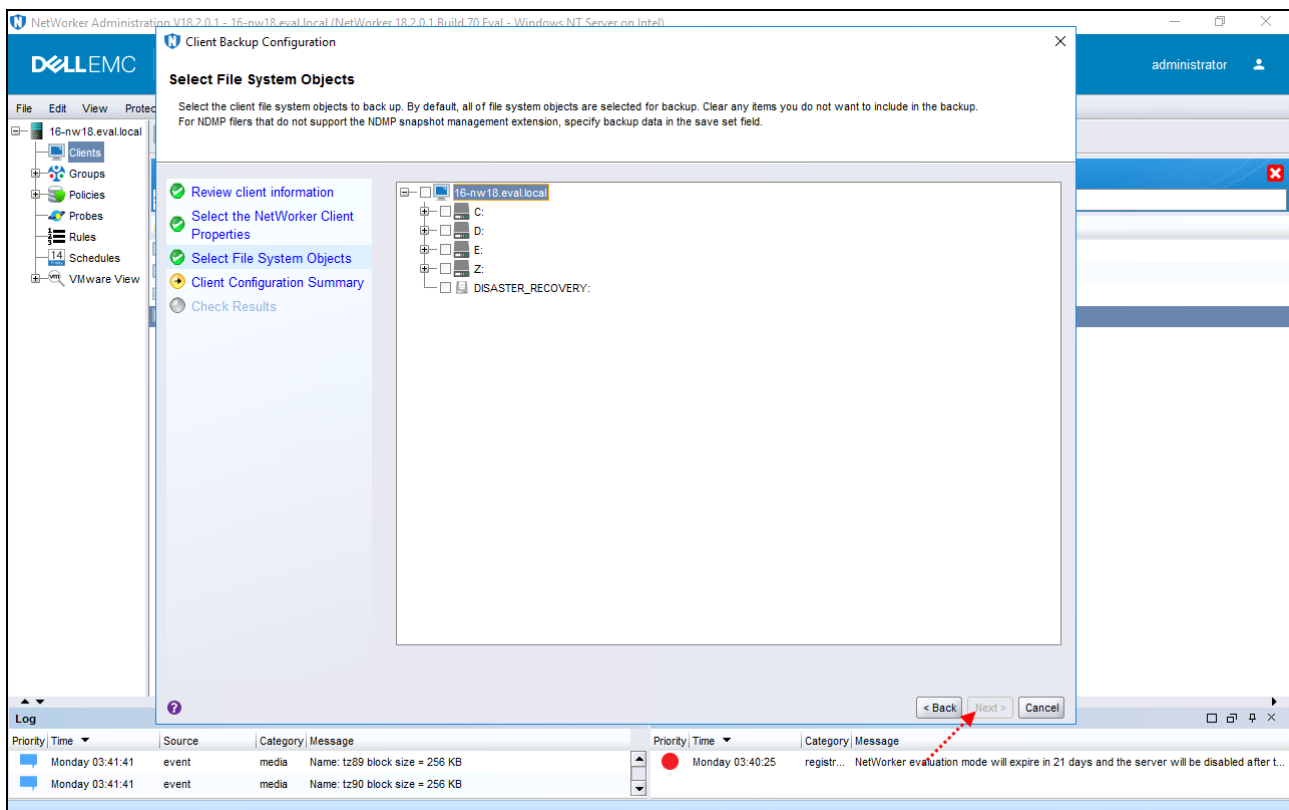 NetWorker Administration V18.2.0.1 - 16-nw18.eval.local (NetWorker 18.2.0.1.Build.70 Eval - Windows NT Server on Intel)
Client Backup Configuration
DELLEMC
administrator
Select File System Objects
Select the client file system objects to back up. By default, all of file system objects are selected for backup. Clear any items you do not want to include in the backup.
For NDMP filers that do not support the NDMP snapshot management extension, specify backup data in the save set field.
File Edit View Protec
16-nw18.eval.local
Clients
Groups
Policies
Probes
Rules
14 Schedules
VMware View
Review client information
Select the NetWorker Client
Properties
Select File System Objects
Client Configuration Summary
Check Results
16-nw18.eval.local
C:
D:
E:
Z:
DISASTER_RECOVERY:
< Back Next > Cancel
Log
Priority Time Source Category Message
Monday 03:41:41 event media Name: tz89 block size = 256 KB
Monday 03:41:41 event media Name: tz90 block size = 256 KB
Priority Time Category Message
Monday 03:40:25 registr... NetWorker evaluation mode will expire in 21 days and the server will be disabled after t...